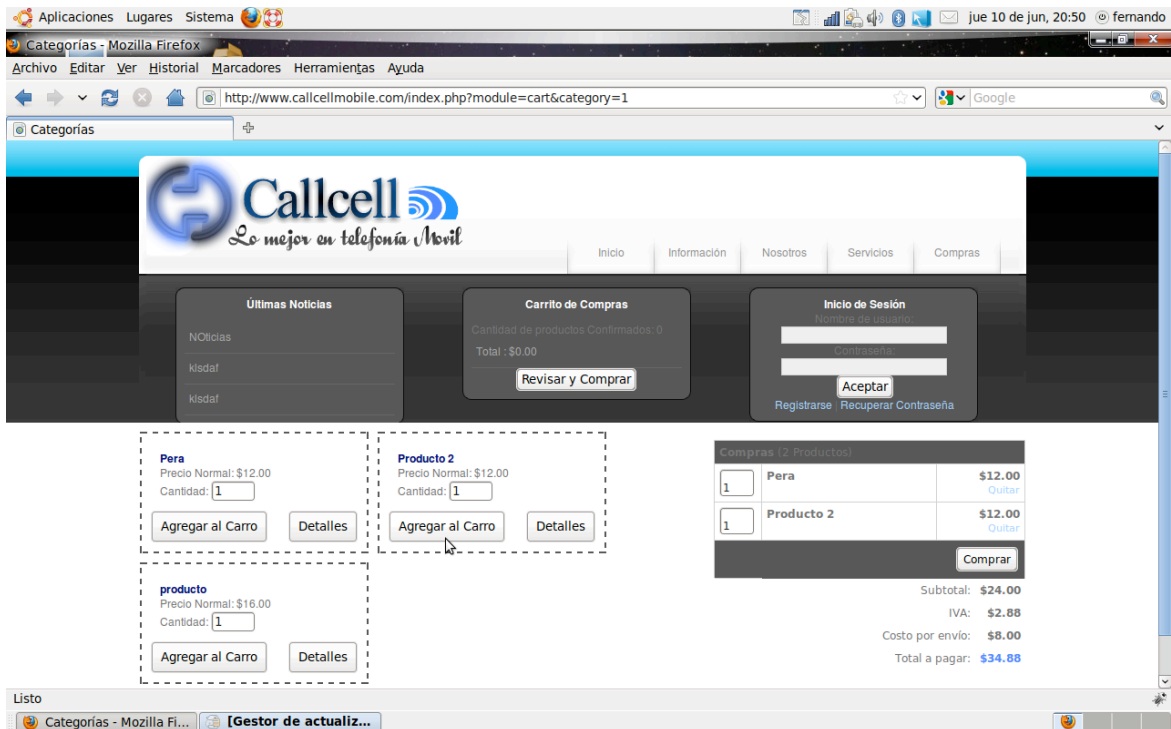 Aplicaciones Lugares Sistema jue 10 de jun, 20:50 fernando
Categorías - Mozilla Firefox
Archivo Editar Ver Historial Marcadores Herramientas Ayuda
http://www.callcellmobile.com/index.php?module=cart&category=1 Google
Categorías
Callcell
Lo mejor en telefonía Movil
Inicio Información Nosotros Servicios Compras
Últimas Noticias
NOticias
klsdaf
klsdaf
Carrito de Compras
Cantidad de productos Confirmados: 0
Total : $0.00
Revisar y Comprar
Inicio de Sesión
Nombre de usuario:
Contraseña:
Aceptar
Registrarse | Recuperar Contraseña
Pera
Precio Normal: $12.00
Cantidad: 1
Agregar al Carro Detalles
Producto 2
Precio Normal: $12.00
Cantidad: 1
Agregar al Carro Detalles
producto
Precio Normal: $16.00
Cantidad: 1
Agregar al Carro Detalles
Compras (2 Productos)
1 Pera $12.00
Quitar
1 Producto 2 $12.00
Quitar
Comprar
Subtotal: $24.00
IVA: $2.88
Costo por envío: $8.00
Total a pagar: $34.88
Listo
Categorías - Mozilla Fi... [Gestor de actualiz...